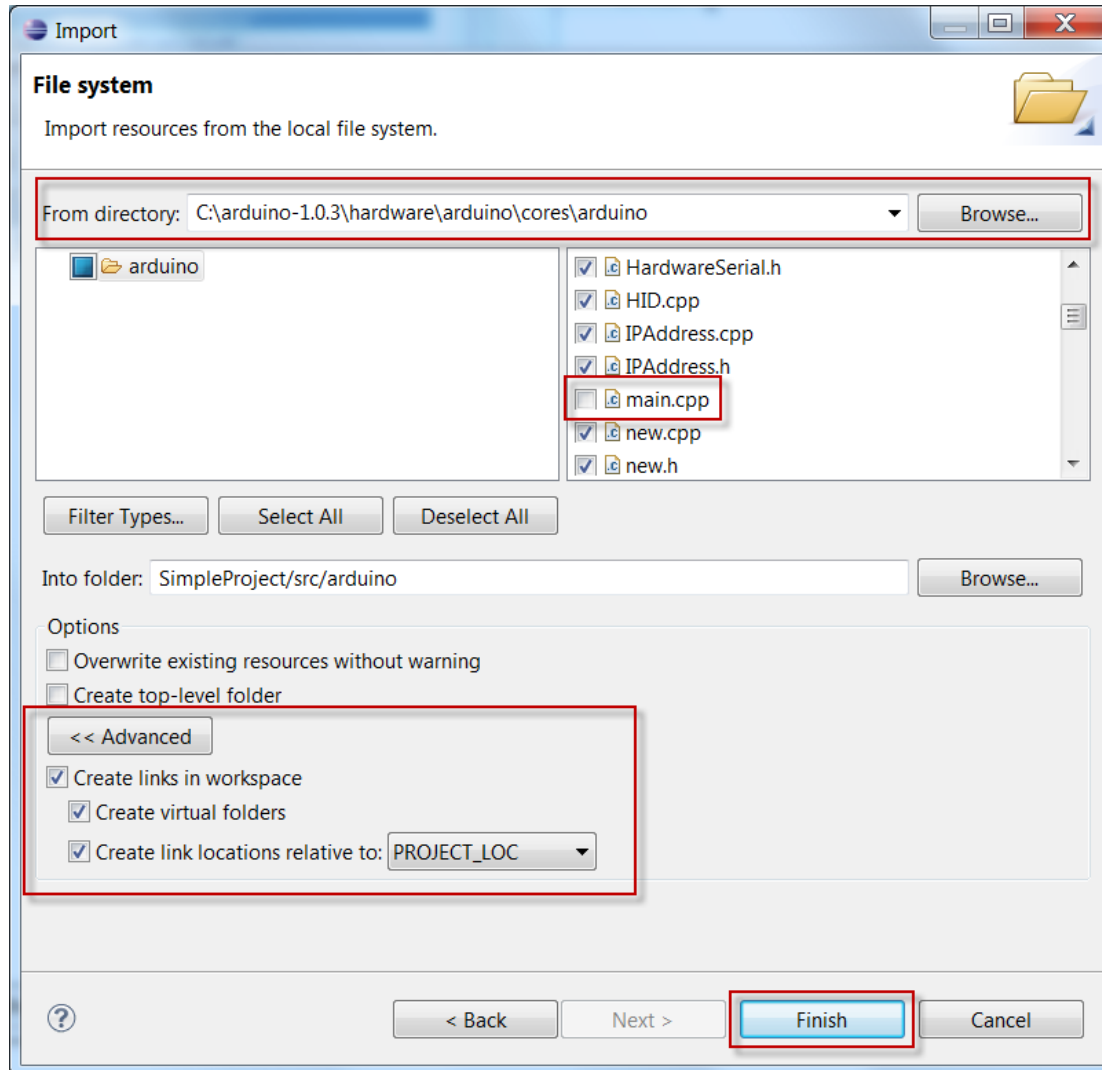 Import
File system
Import resources from the local file system.
From directory: C:\arduino-1.0.3\hardware\arduino\cores\arduino Browse...
arduino
HardwareSerial.h
HID.cpp
IPAddress.cpp
IPAddress.h
main.cpp
new.cpp
new.h
Filter Types... Select All Deselect All
Into folder: SimpleProject/src/arduino Browse...
Options
Overwrite existing resources without warning
Create top-level folder
<< Advanced
Create links in workspace
Create virtual folders
Create link locations relative to: PROJECT_LOC
? < Back Next > Finish Cancel